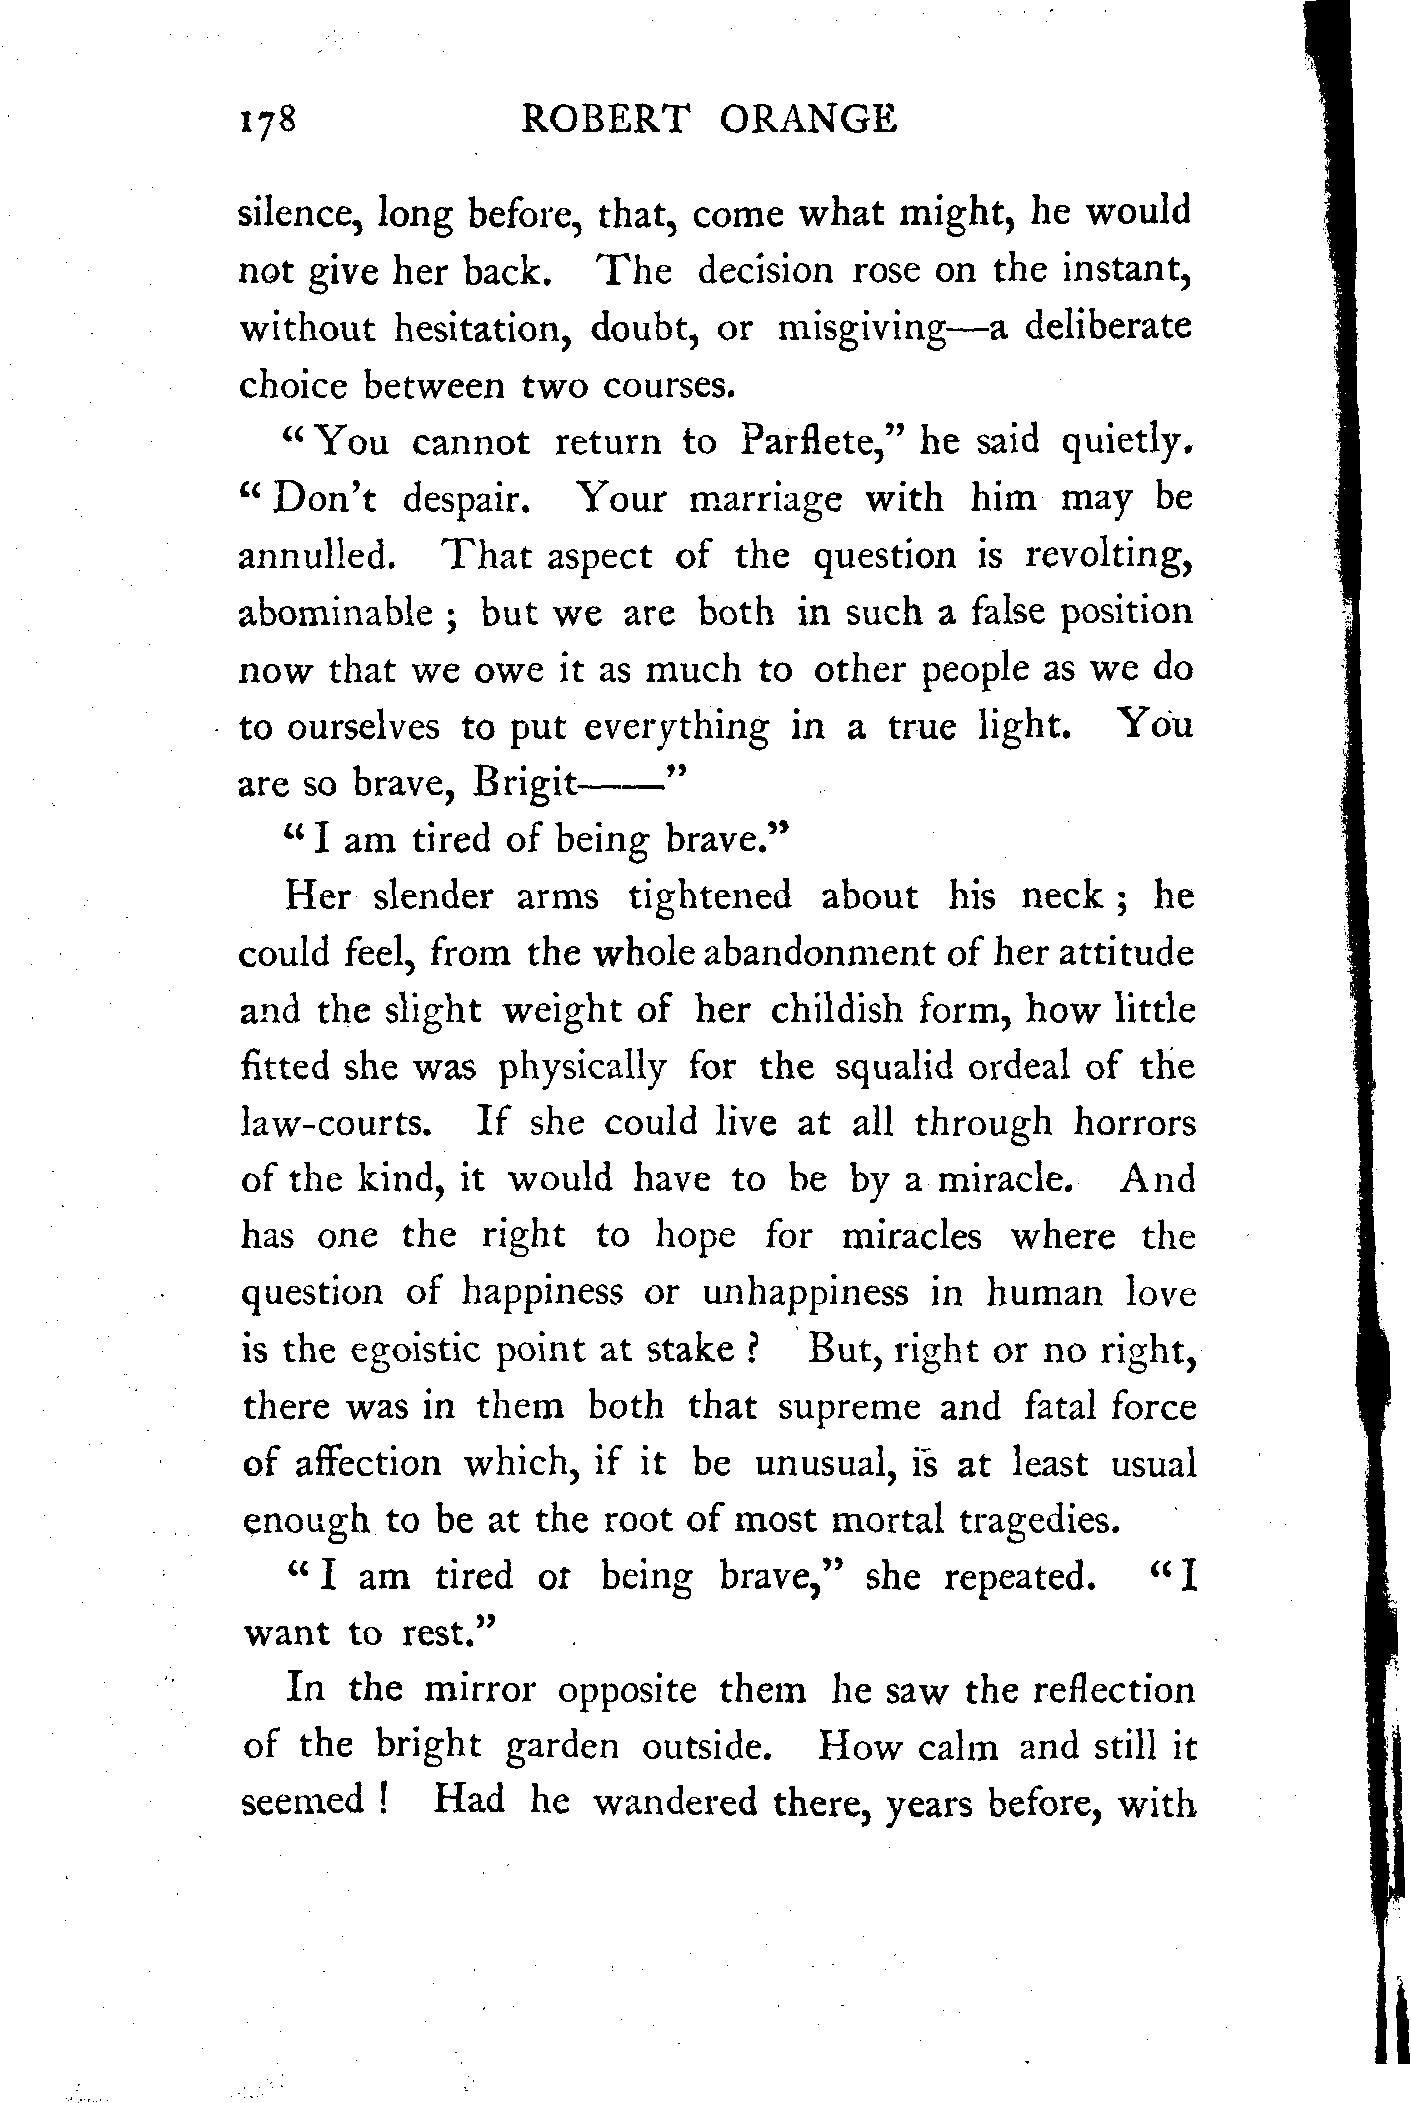 178 ROBERT ORANGE
silence, long before, that, come what might, he would
not give her back. The decision rose on the instant,
without hesitation, doubt, or misgiving—a deliberate
choice between two courses.
“ You cannot return to Parflete,” he said quietly.
“ Don’t despair. Your marriage with him may be
annulled. That aspect of the question is revolting,
abominable ; but we are both in such a false position
now that we owe it as much to other people as we do
to ourselves to put everything in a true light. You
are so brave, Brigit——”
“ I am tired of being brave.”
Her slender arms tightened about his neck ; he
could feel, from the whole abandonment of her attitude
and the slight weight of her childish form, how little
fitted she was physically for the squalid ordeal of the
law-courts. If she could live at all through horrors
of the kind, it would have to be by a miracle. And
has one the right to hope for miracles where the
question of happiness or unhappiness in human love
is the egoistic point at stake ? But, right or no right,
there was in them both that supreme and fatal force
of affection which, if it be unusual, is at least usual
enough to be at the root of most mortal tragedies.
“ I am tired of being brave,” she repeated. “ I
want to rest.”
In the mirror opposite them he saw the reflection
of the bright garden outside. How calm and still it
seemed ! Had he wandered there, years before, with